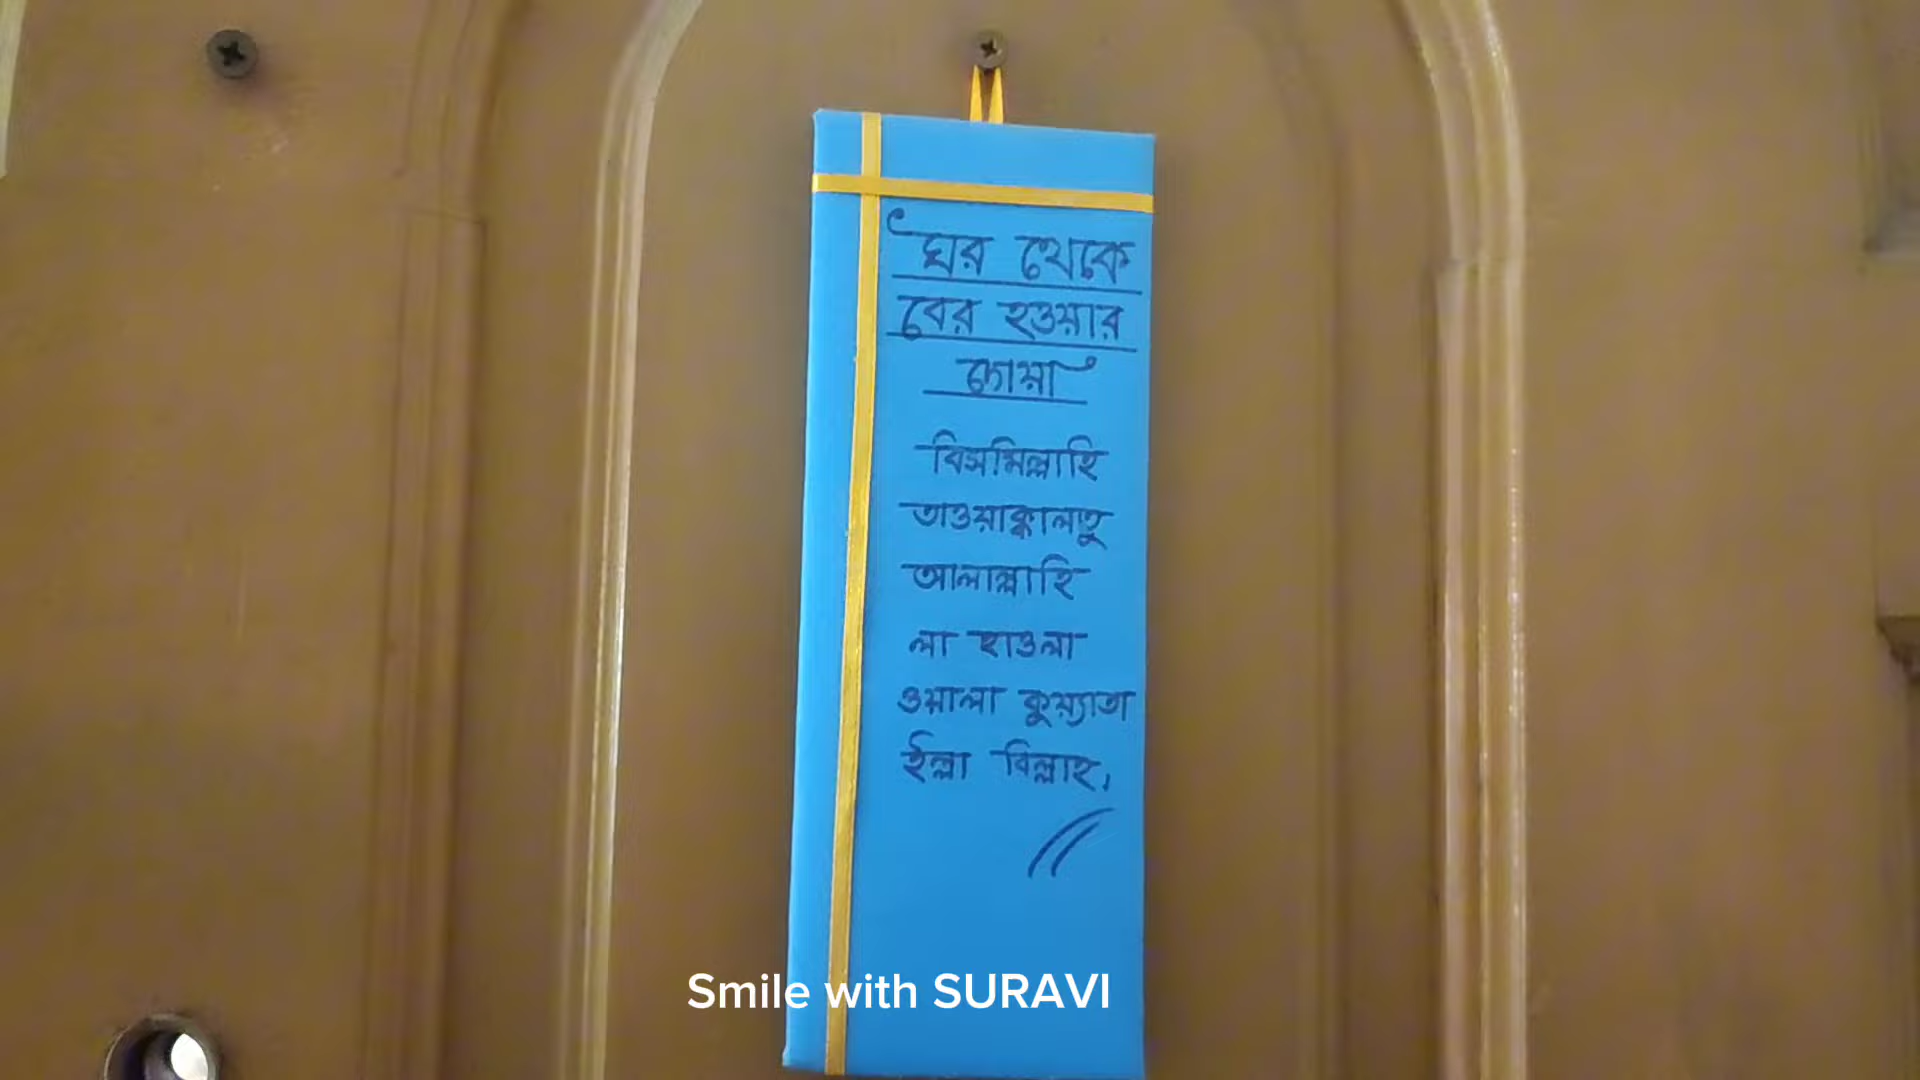 ঘর থেকে
বের হওয়ার
দোয়া
বিসমিল্লাহি
তাওয়াক্কালতু
আলাল্লাহি
লা হাওলা
ওয়ালা কুয়্যাতা
ইল্লা বিল্লাহ,
Smile with SURAVI